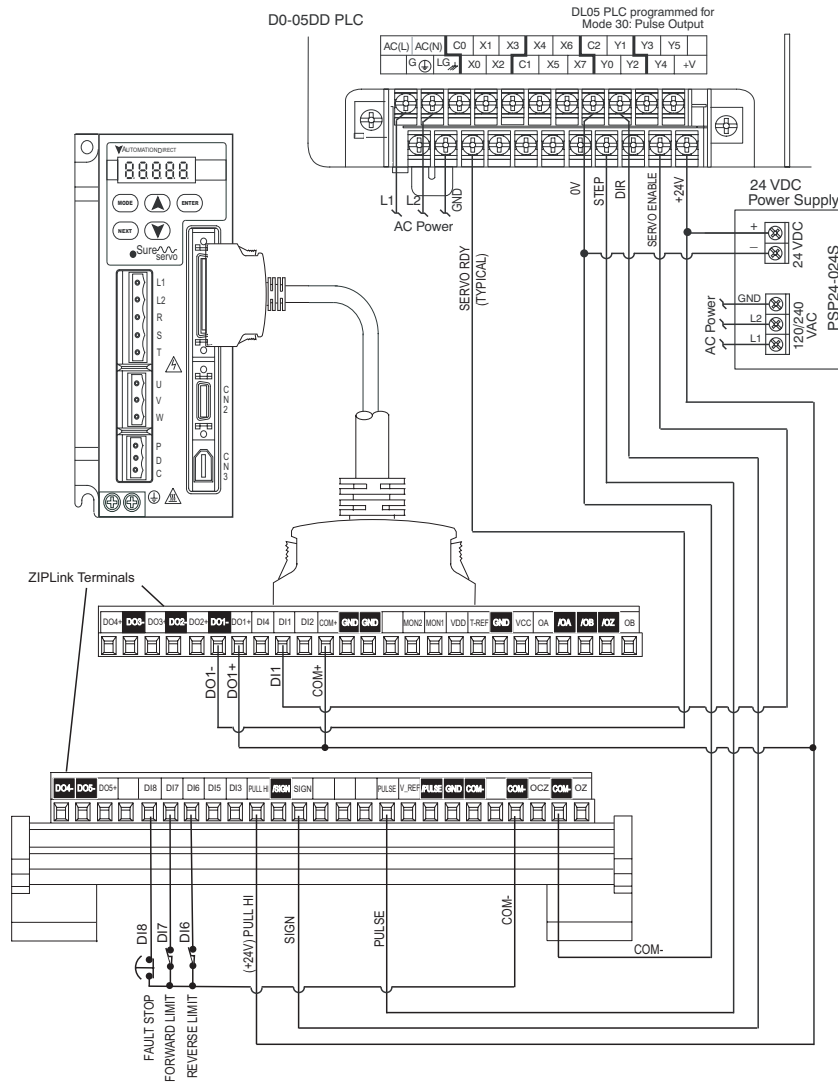 D0-05DD PLC
DL05 PLC programmed for
Mode 30: Pulse Output
AC(L) AC(N) C0 X1 X3 X4 X6 C2 Y1 Y3 Y5
G LG X0 X2 C1 X5 X7 Y0 Y2 Y4 +V
AUTOMATIONDIRECT
88888
MODE ENTER
NEXT
Sure servo
L1
L2
R
S
T
U
V
W
P
D
C
CN2
CN3
L1 L2 GND
AC Power
SERVO RDY
(TYPICAL)
0V
STEP
DIR
SERVO ENABLE
+24V
24 VDC
Power Supply
+
–
24 VDC
PSP24-024S
AC Power
GND
L2
L1
120/240
VAC
ZIPLink Terminals
DO4+ DO3- DO3+ DO2- DO2+ DO1- DO1+ DI4 DI1 DI2 COM+ GND GND MON2 MON1 VDD T-REF GND VCC OA /OA /OB /OZ OB
DO1-
DO1+
DI1
COM+
DO4- DO5- DO5+ DI8 DI7 DI6 DI5 DI3 PULL HI /SIGN SIGN PULSE V_REF /PULSE GND COM- COM- OCZ COM- OZ
DI8
DI7
DI6
(+24V) PULL HI
SIGN
PULSE
COM-
COM-
FAULT STOP
FORWARD LIMIT
REVERSE LIMIT